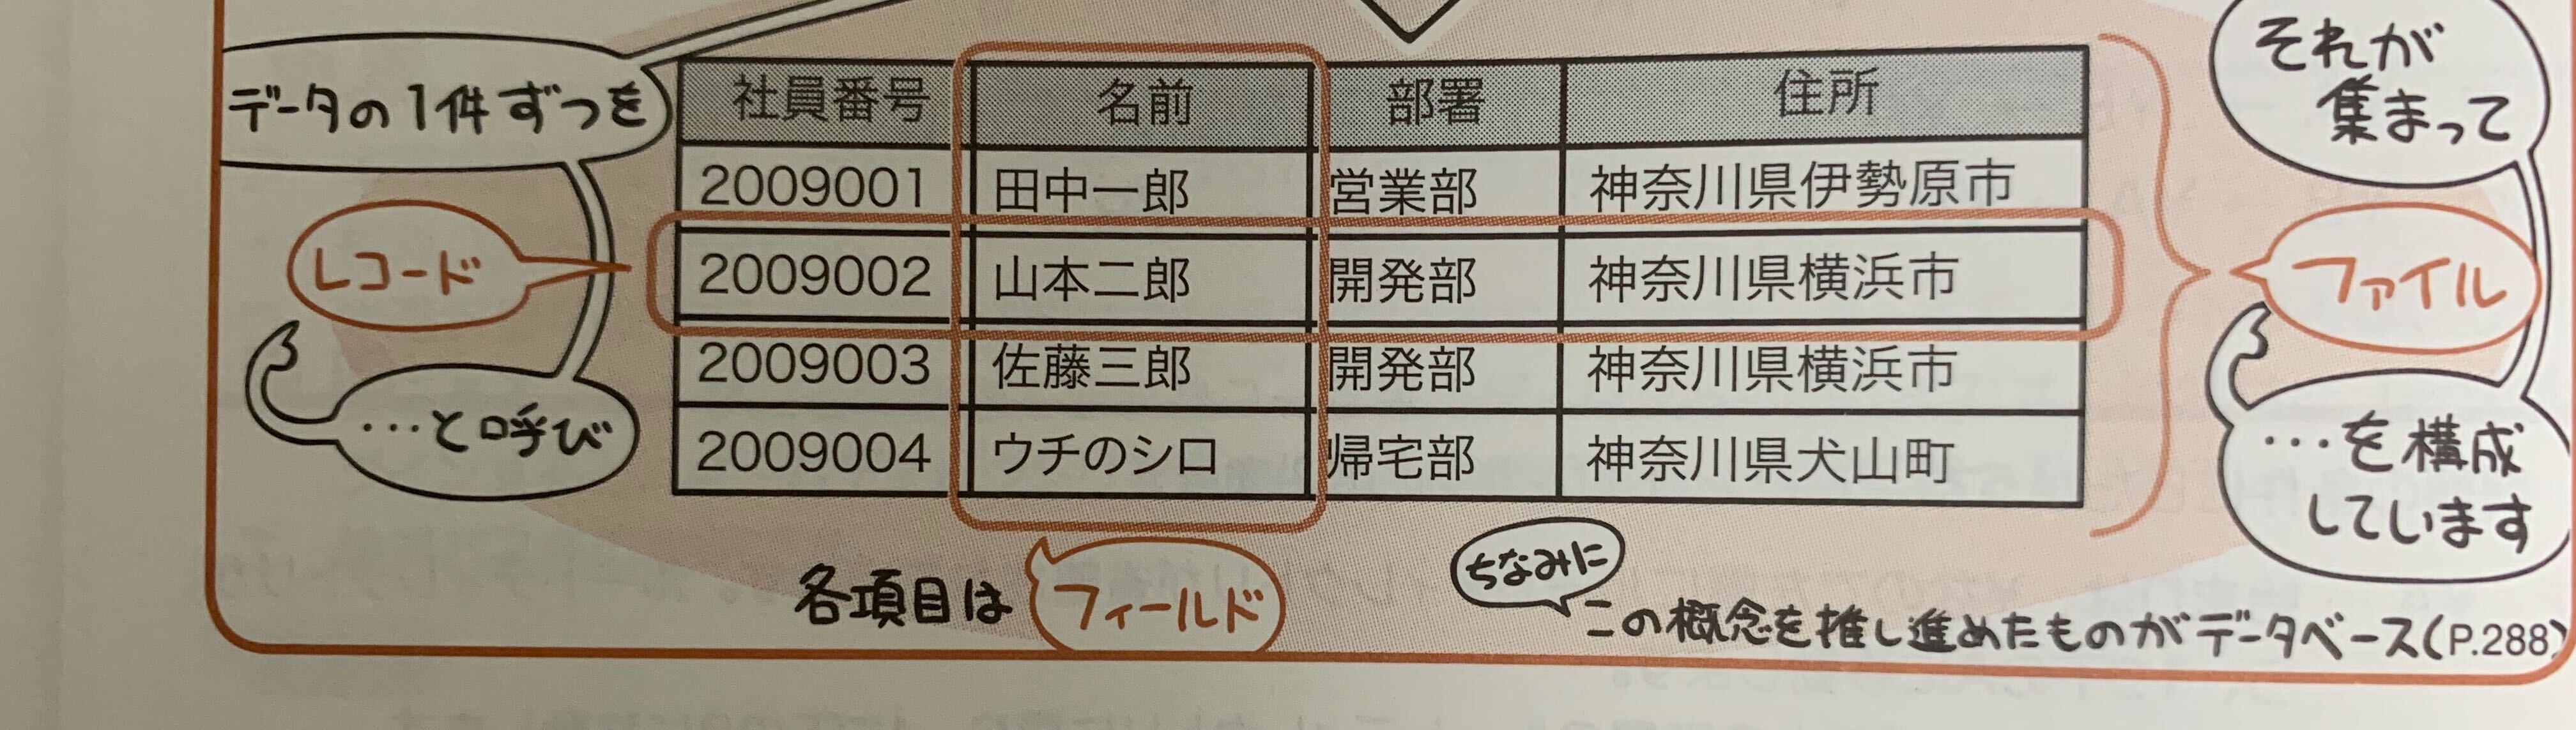 データの1件ずつを
レコード
…と呼び
社員番号 名前 部署 住所
2009001 田中一郎 営業部 神奈川県伊勢原市
2009002 山本二郎 開発部 神奈川県横浜市
2009003 佐藤三郎 開発部 神奈川県横浜市
2009004 ウチのシロ 帰宅部 神奈川県犬山町
それが
集まって
ファイル
…を構成
しています
各項目は フィールド
ちなみに
この概念を推し進めたものがデータベース(P.288)